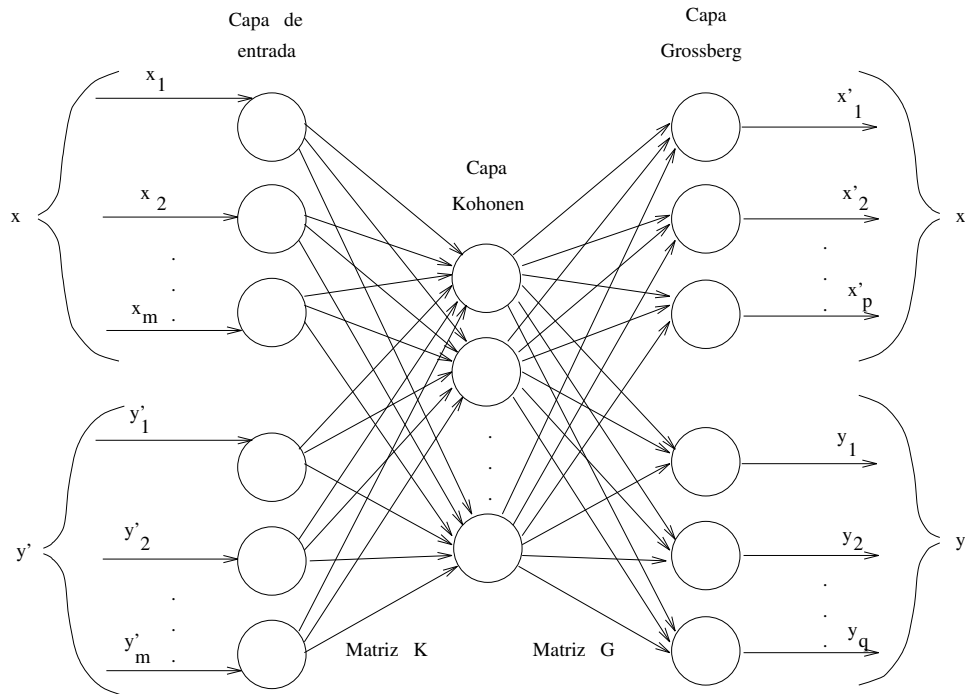 Capa de
entrada
Capa
Grossberg
Capa
Kohonen
x
x1
x2
.
.
xm .
y'
y'1
y'2
.
.
y'm .
.
.
.
Matriz K
Matriz G
x'1
x'2
.
.
x'p
x
y1
y2
.
.
yq
y